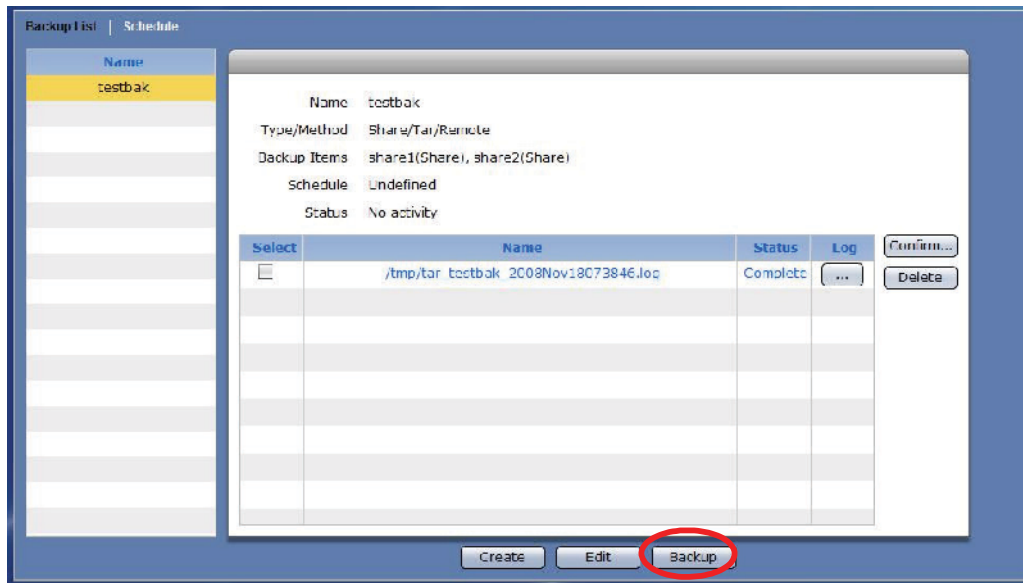 Backup List | Schedule
Name
testbak
Name testbak
Type/Method Share/Tar/Remote
Backup Items share1(Share), share2(Share)
Schedule Undefined
Status No activity
Select Name Status Log
/tmp/tar_testbak_2008Nov18073846.log Complete ...
Confirm...
Delete
Create Edit Backup